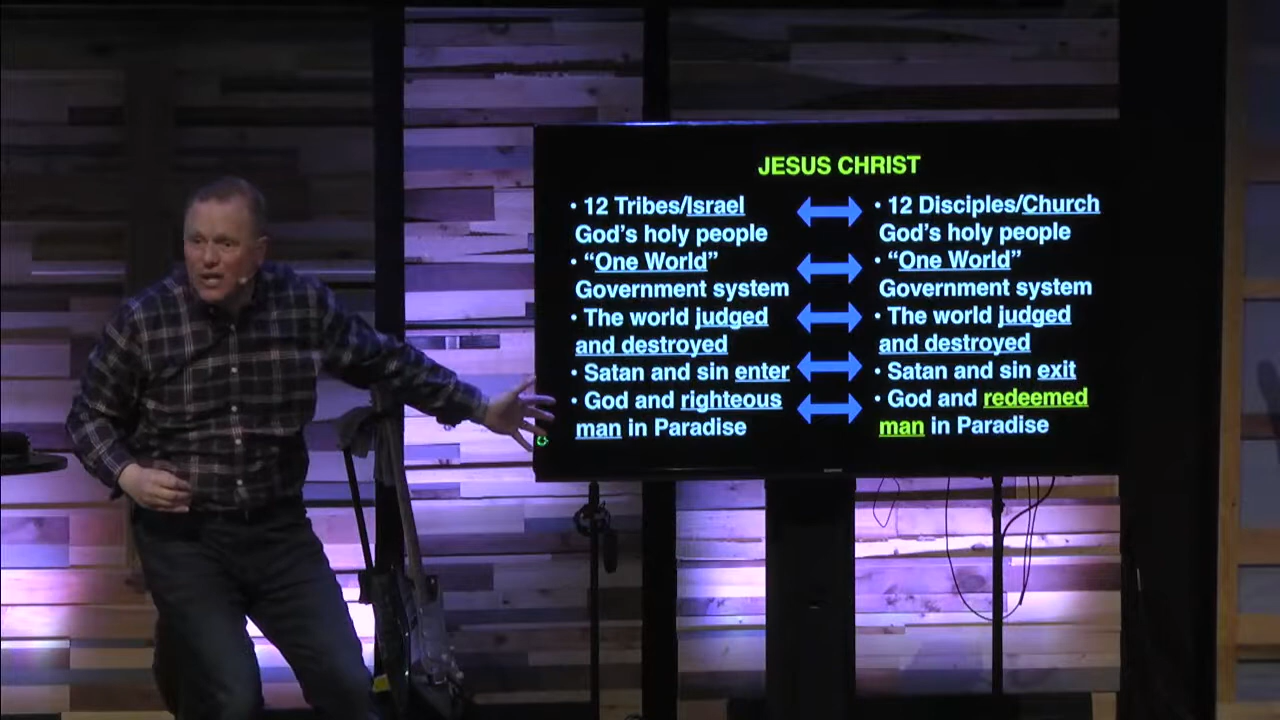 JESUS CHRIST
• 12 Tribes/Israel
God's holy people
• “One World”
Government system
• The world judged
and destroyed
• Satan and sin enter
• God and righteous
man in Paradise
• 12 Disciples/Church
God's holy people
• “One World”
Government system
• The world judged
and destroyed
• Satan and sin exit
• God and redeemed
man in Paradise